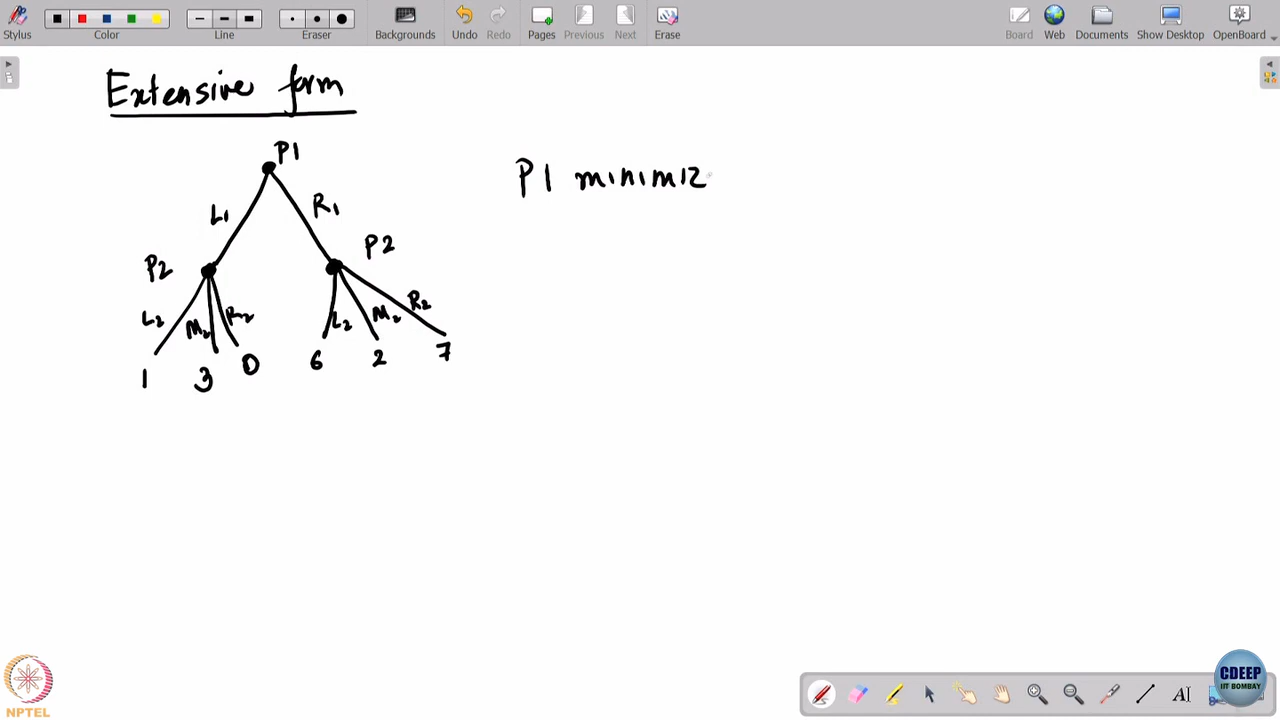 Stylus Color Line Eraser Backgrounds Undo Redo Pages Previous Next Erase Board Web Documents Show Desktop OpenBoard
Extensive form
P1
P1 minimiz
L1 R1
P2 P2
L2 M2 R2 L2 M2 R2
1 3 0 6 2 7
CDEEP
IIT BOMBAY
NPTEL